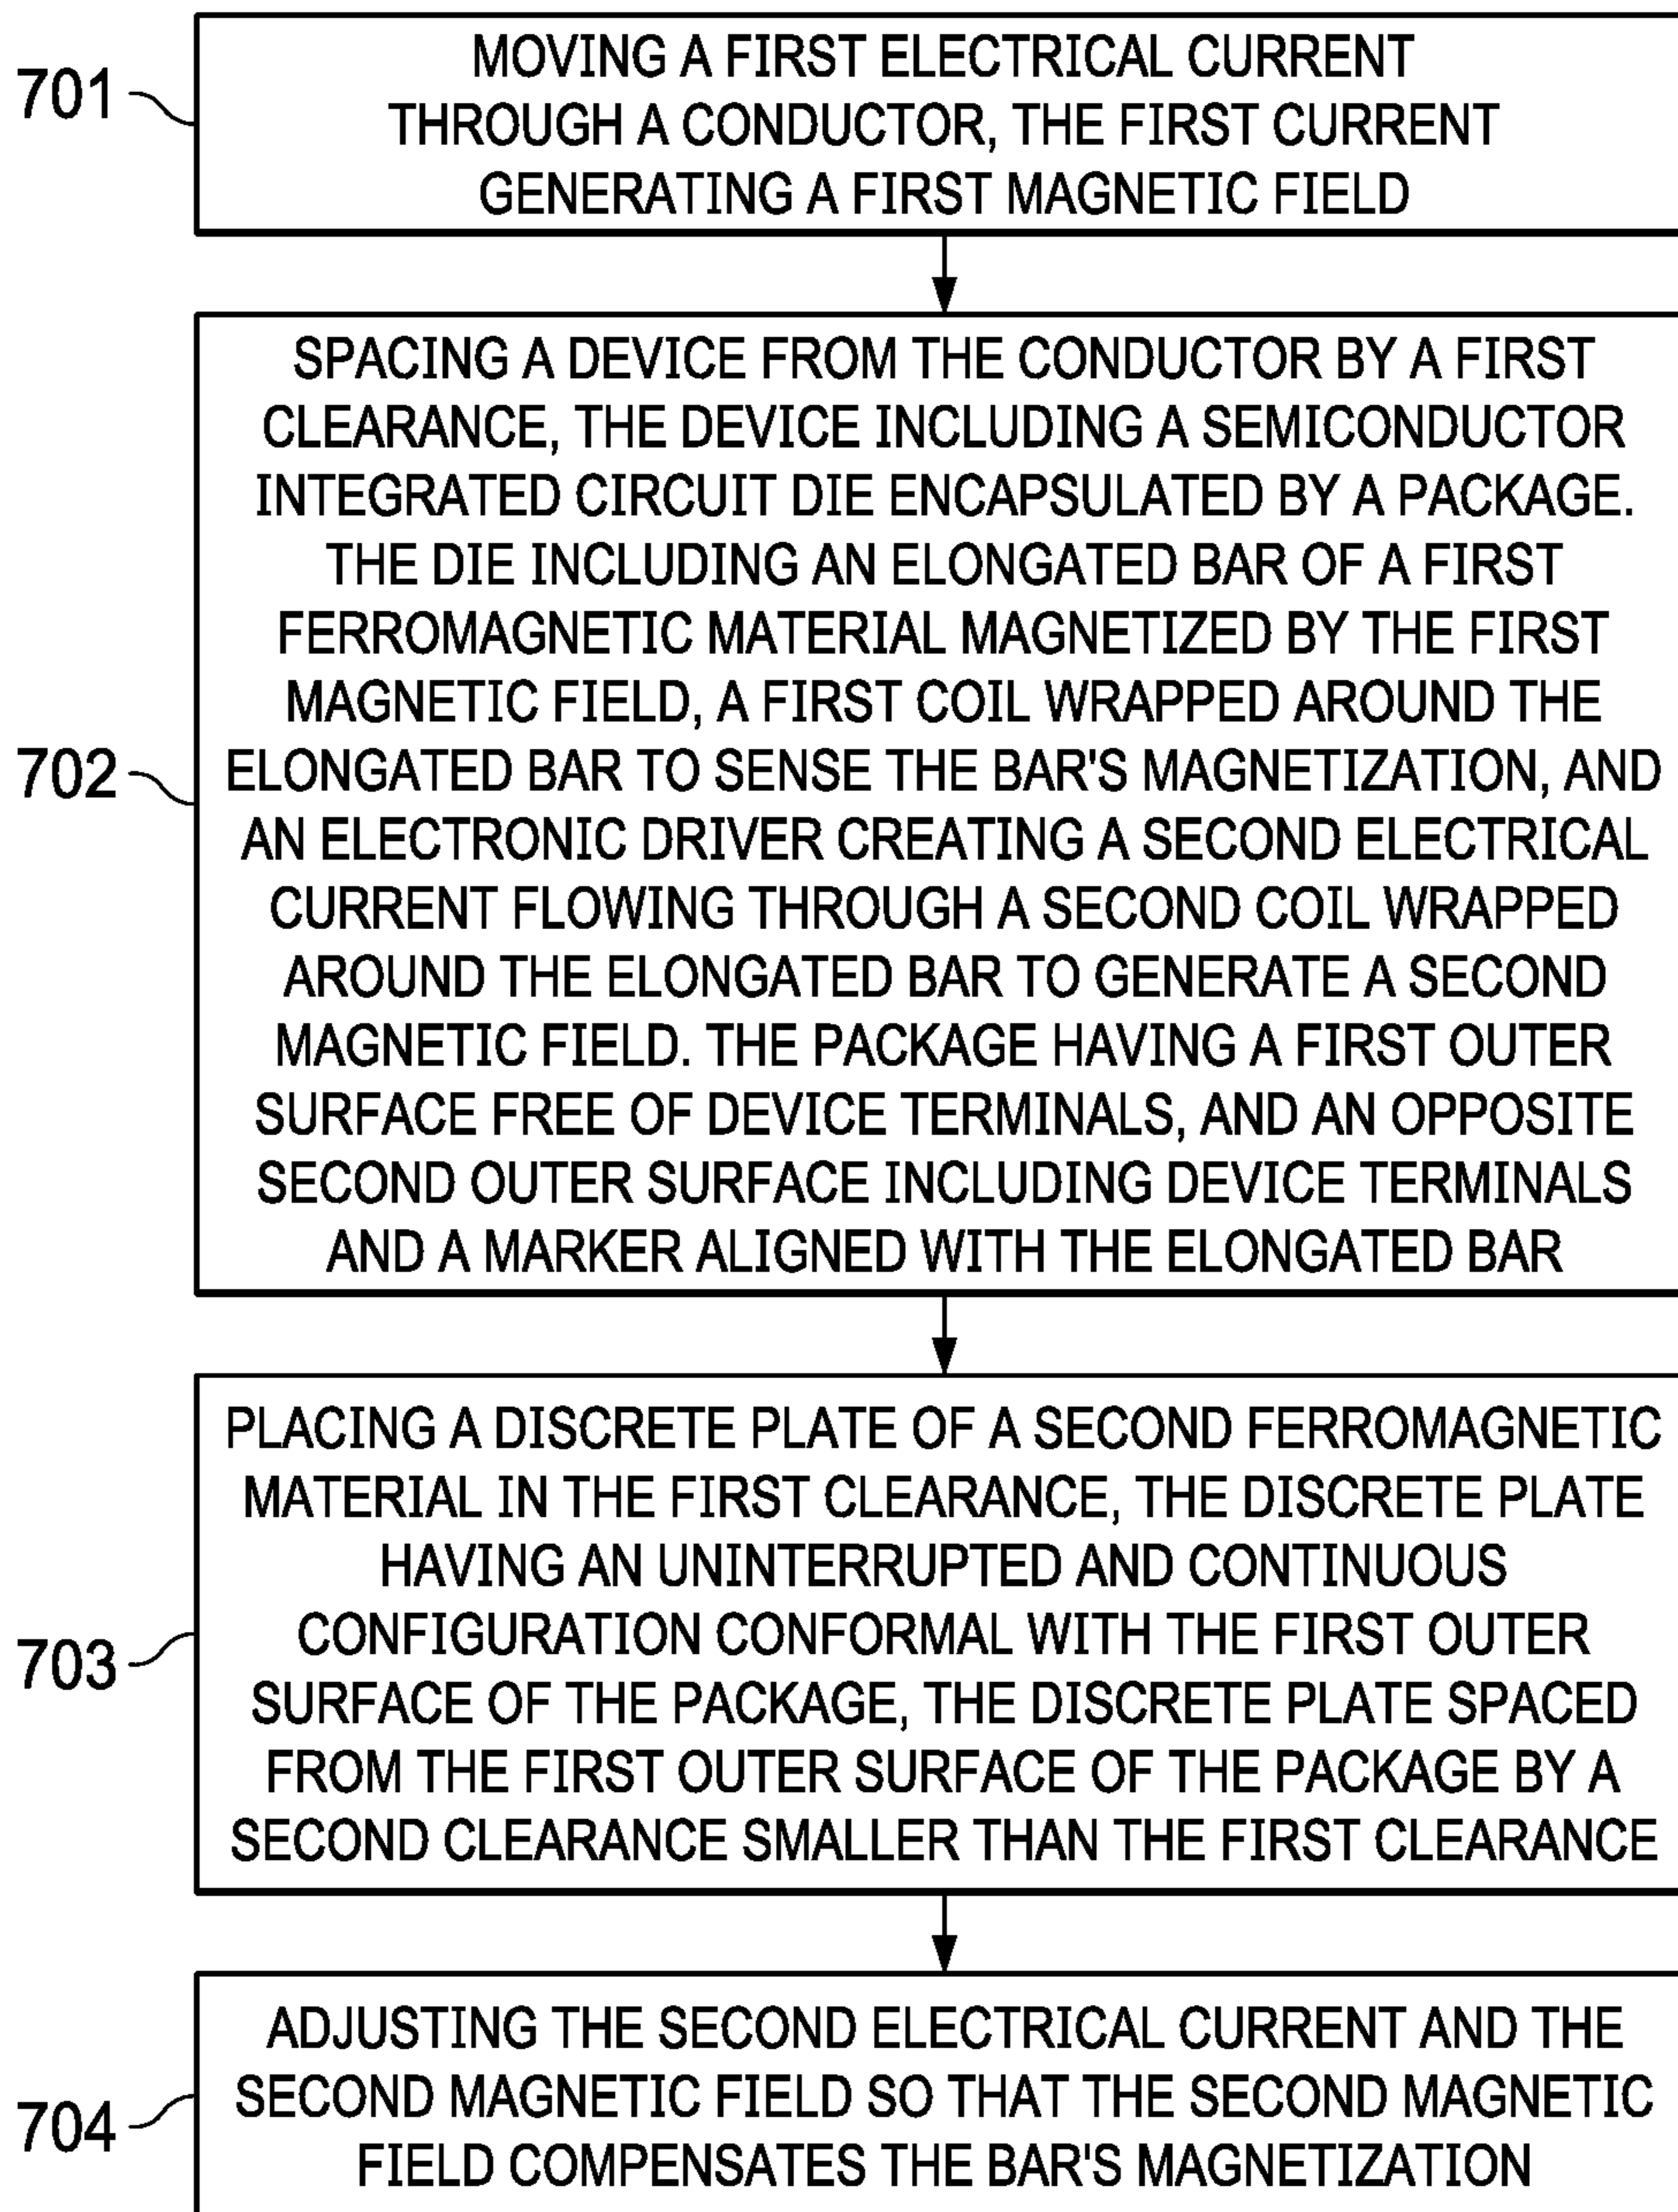 701
MOVING A FIRST ELECTRICAL CURRENT
THROUGH A CONDUCTOR, THE FIRST CURRENT
GENERATING A FIRST MAGNETIC FIELD
702
SPACING A DEVICE FROM THE CONDUCTOR BY A FIRST
CLEARANCE, THE DEVICE INCLUDING A SEMICONDUCTOR
INTEGRATED CIRCUIT DIE ENCAPSULATED BY A PACKAGE.
THE DIE INCLUDING AN ELONGATED BAR OF A FIRST
FERROMAGNETIC MATERIAL MAGNETIZED BY THE FIRST
MAGNETIC FIELD, A FIRST COIL WRAPPED AROUND THE
ELONGATED BAR TO SENSE THE BAR'S MAGNETIZATION, AND
AN ELECTRONIC DRIVER CREATING A SECOND ELECTRICAL
CURRENT FLOWING THROUGH A SECOND COIL WRAPPED
AROUND THE ELONGATED BAR TO GENERATE A SECOND
MAGNETIC FIELD. THE PACKAGE HAVING A FIRST OUTER
SURFACE FREE OF DEVICE TERMINALS, AND AN OPPOSITE
SECOND OUTER SURFACE INCLUDING DEVICE TERMINALS
AND A MARKER ALIGNED WITH THE ELONGATED BAR
703
PLACING A DISCRETE PLATE OF A SECOND FERROMAGNETIC
MATERIAL IN THE FIRST CLEARANCE, THE DISCRETE PLATE
HAVING AN UNINTERRUPTED AND CONTINUOUS
CONFIGURATION CONFORMAL WITH THE FIRST OUTER
SURFACE OF THE PACKAGE, THE DISCRETE PLATE SPACED
FROM THE FIRST OUTER SURFACE OF THE PACKAGE BY A
SECOND CLEARANCE SMALLER THAN THE FIRST CLEARANCE
704
ADJUSTING THE SECOND ELECTRICAL CURRENT AND THE
SECOND MAGNETIC FIELD SO THAT THE SECOND MAGNETIC
FIELD COMPENSATES THE BAR'S MAGNETIZATION